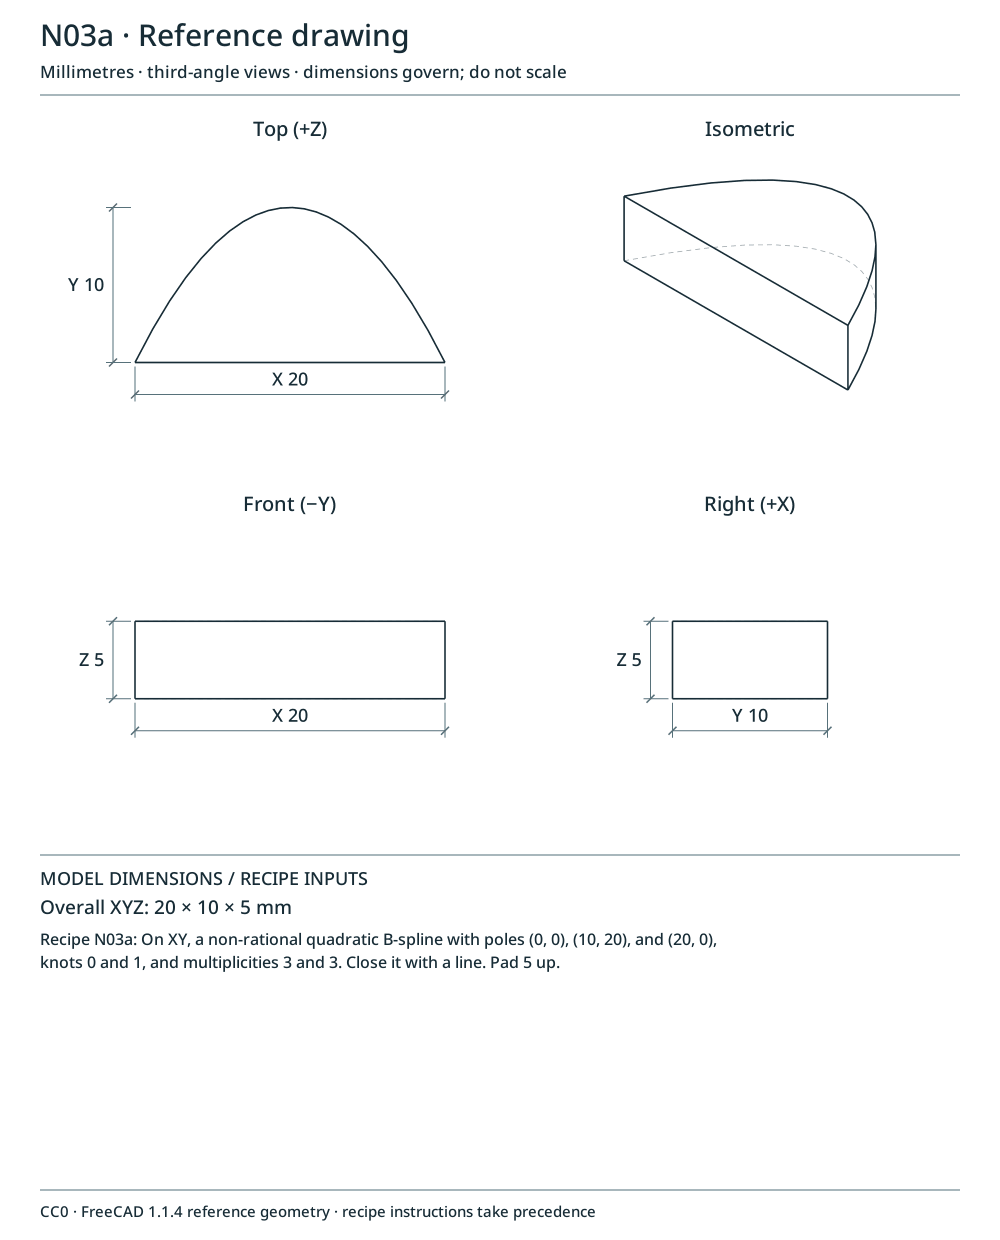 N03a · Reference drawing
Millimetres · third-angle views · dimensions govern; do not scale
Top (+Z)
Isometric
Y 10
X 20
Front (−Y)
Right (+X)
Z 5
Z 5
X 20
Y 10
MODEL DIMENSIONS / RECIPE INPUTS
Overall XYZ: 20 × 10 × 5 mm
Recipe N03a: On XY, a non-rational quadratic B-spline with poles (0, 0), (10, 20), and (20, 0),
knots 0 and 1, and multiplicities 3 and 3. Close it with a line. Pad 5 up.
CC0 · FreeCAD 1.1.4 reference geometry · recipe instructions take precedence